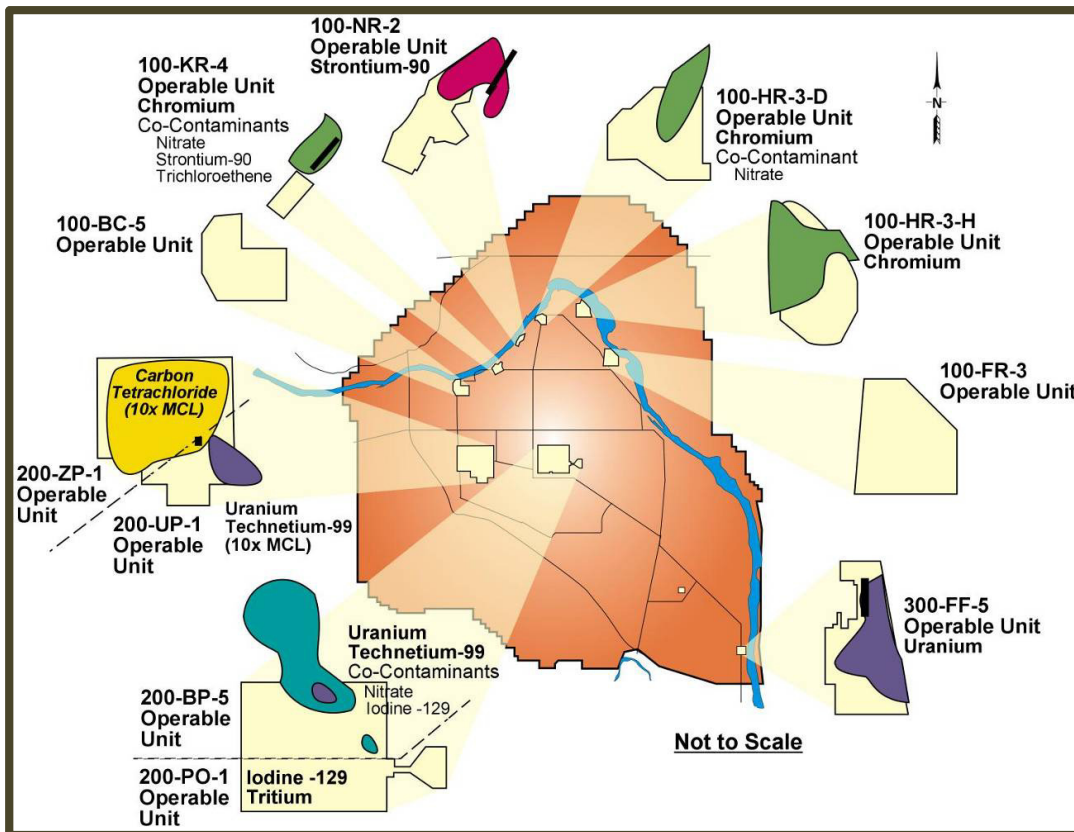 100-NR-2
Operable Unit
Strontium-90
100-KR-4
Operable Unit
Chromium
Co-Contaminants
Nitrate
Strontium-90
Trichloroethene
100-HR-3-D
Operable Unit
Chromium
Co-Contaminant
Nitrate
N
100-BC-5
Operable Unit
100-HR-3-H
Operable Unit
Chromium
Carbon
Tetrachloride
(10x MCL)
100-FR-3
Operable Unit
200-ZP-1
Operable
Unit
200-UP-1
Operable
Unit
Uranium
Technetium-99
(10x MCL)
300-FF-5
Operable Unit
Uranium
Uranium
Technetium-99
Co-Contaminants
Nitrate
Iodine -129
200-BP-5
Operable
Unit
Not to Scale
200-PO-1
Operable
Unit
Iodine -129
Tritium